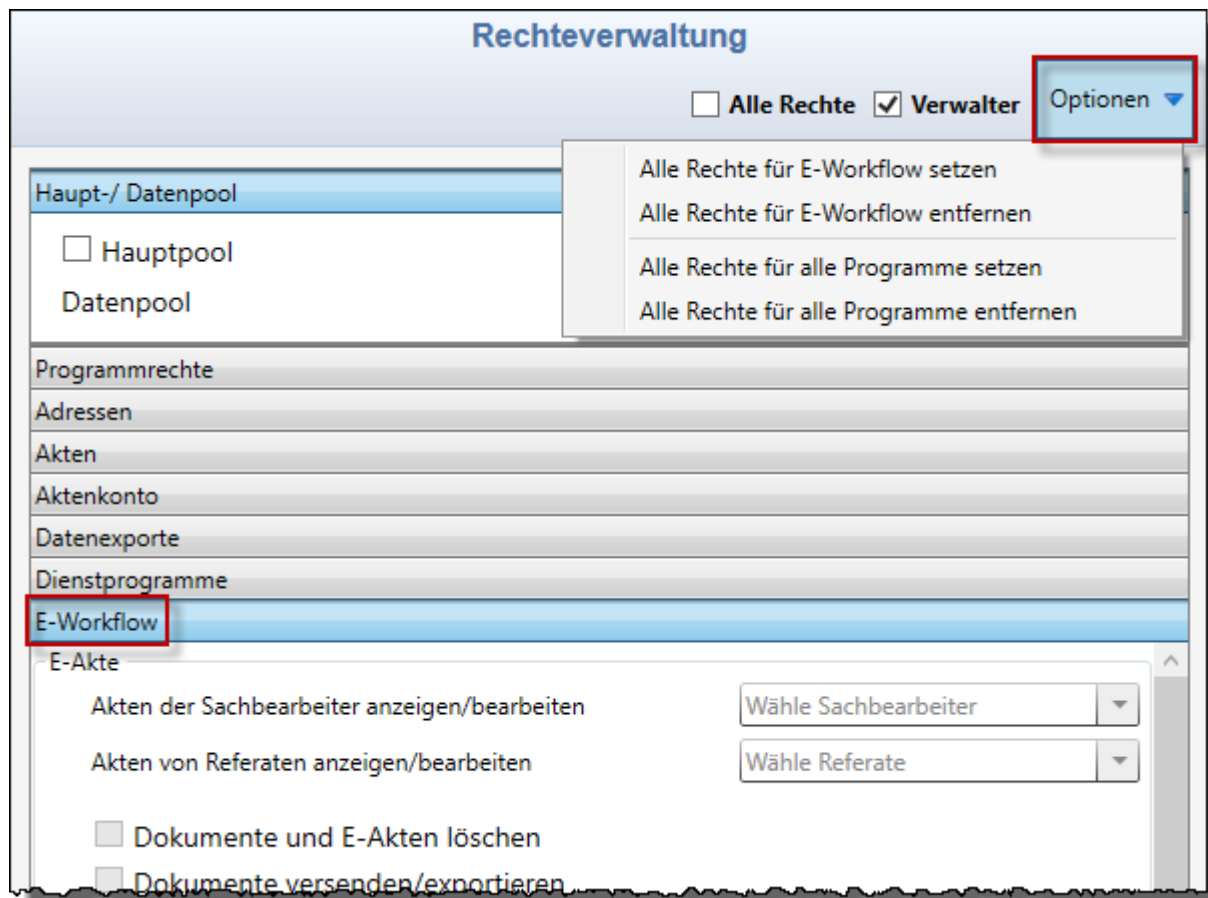 Rechteverwaltung
Alle Rechte Verwalter Optionen
Alle Rechte für E-Workflow setzen
Alle Rechte für E-Workflow entfernen
Alle Rechte für alle Programme setzen
Alle Rechte für alle Programme entfernen
Haupt-/ Datenpool
Hauptpool
Datenpool
Programmrechte
Adressen
Akten
Aktenkonto
Datenexporte
Dienstprogramme
E-Workflow
E-Akte
Akten der Sachbearbeiter anzeigen/bearbeiten Wähle Sachbearbeiter
Akten von Referaten anzeigen/bearbeiten Wähle Referate
Dokumente und E-Akten löschen
Dokumente versenden/exportieren